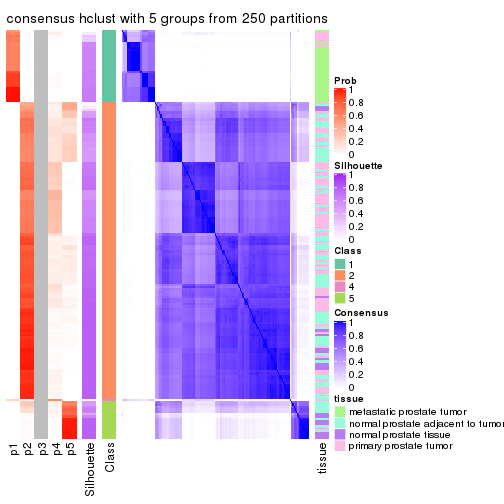 consensus hclust with 5 groups from 250 partitions
Prob
1
0.8
0.6
0.4
0.2
0
Silhouette
1
0.8
0.6
0.4
0.2
0
Class
1
2
4
5
Consensus
1
0.8
0.6
0.4
0.2
0
tissue
metastatic prostate tumor
normal prostate adjacent to tumor
normal prostate tissue
primary prostate tumor
p1
p2
p3
p4
p5
Silhouette
Class
tissue